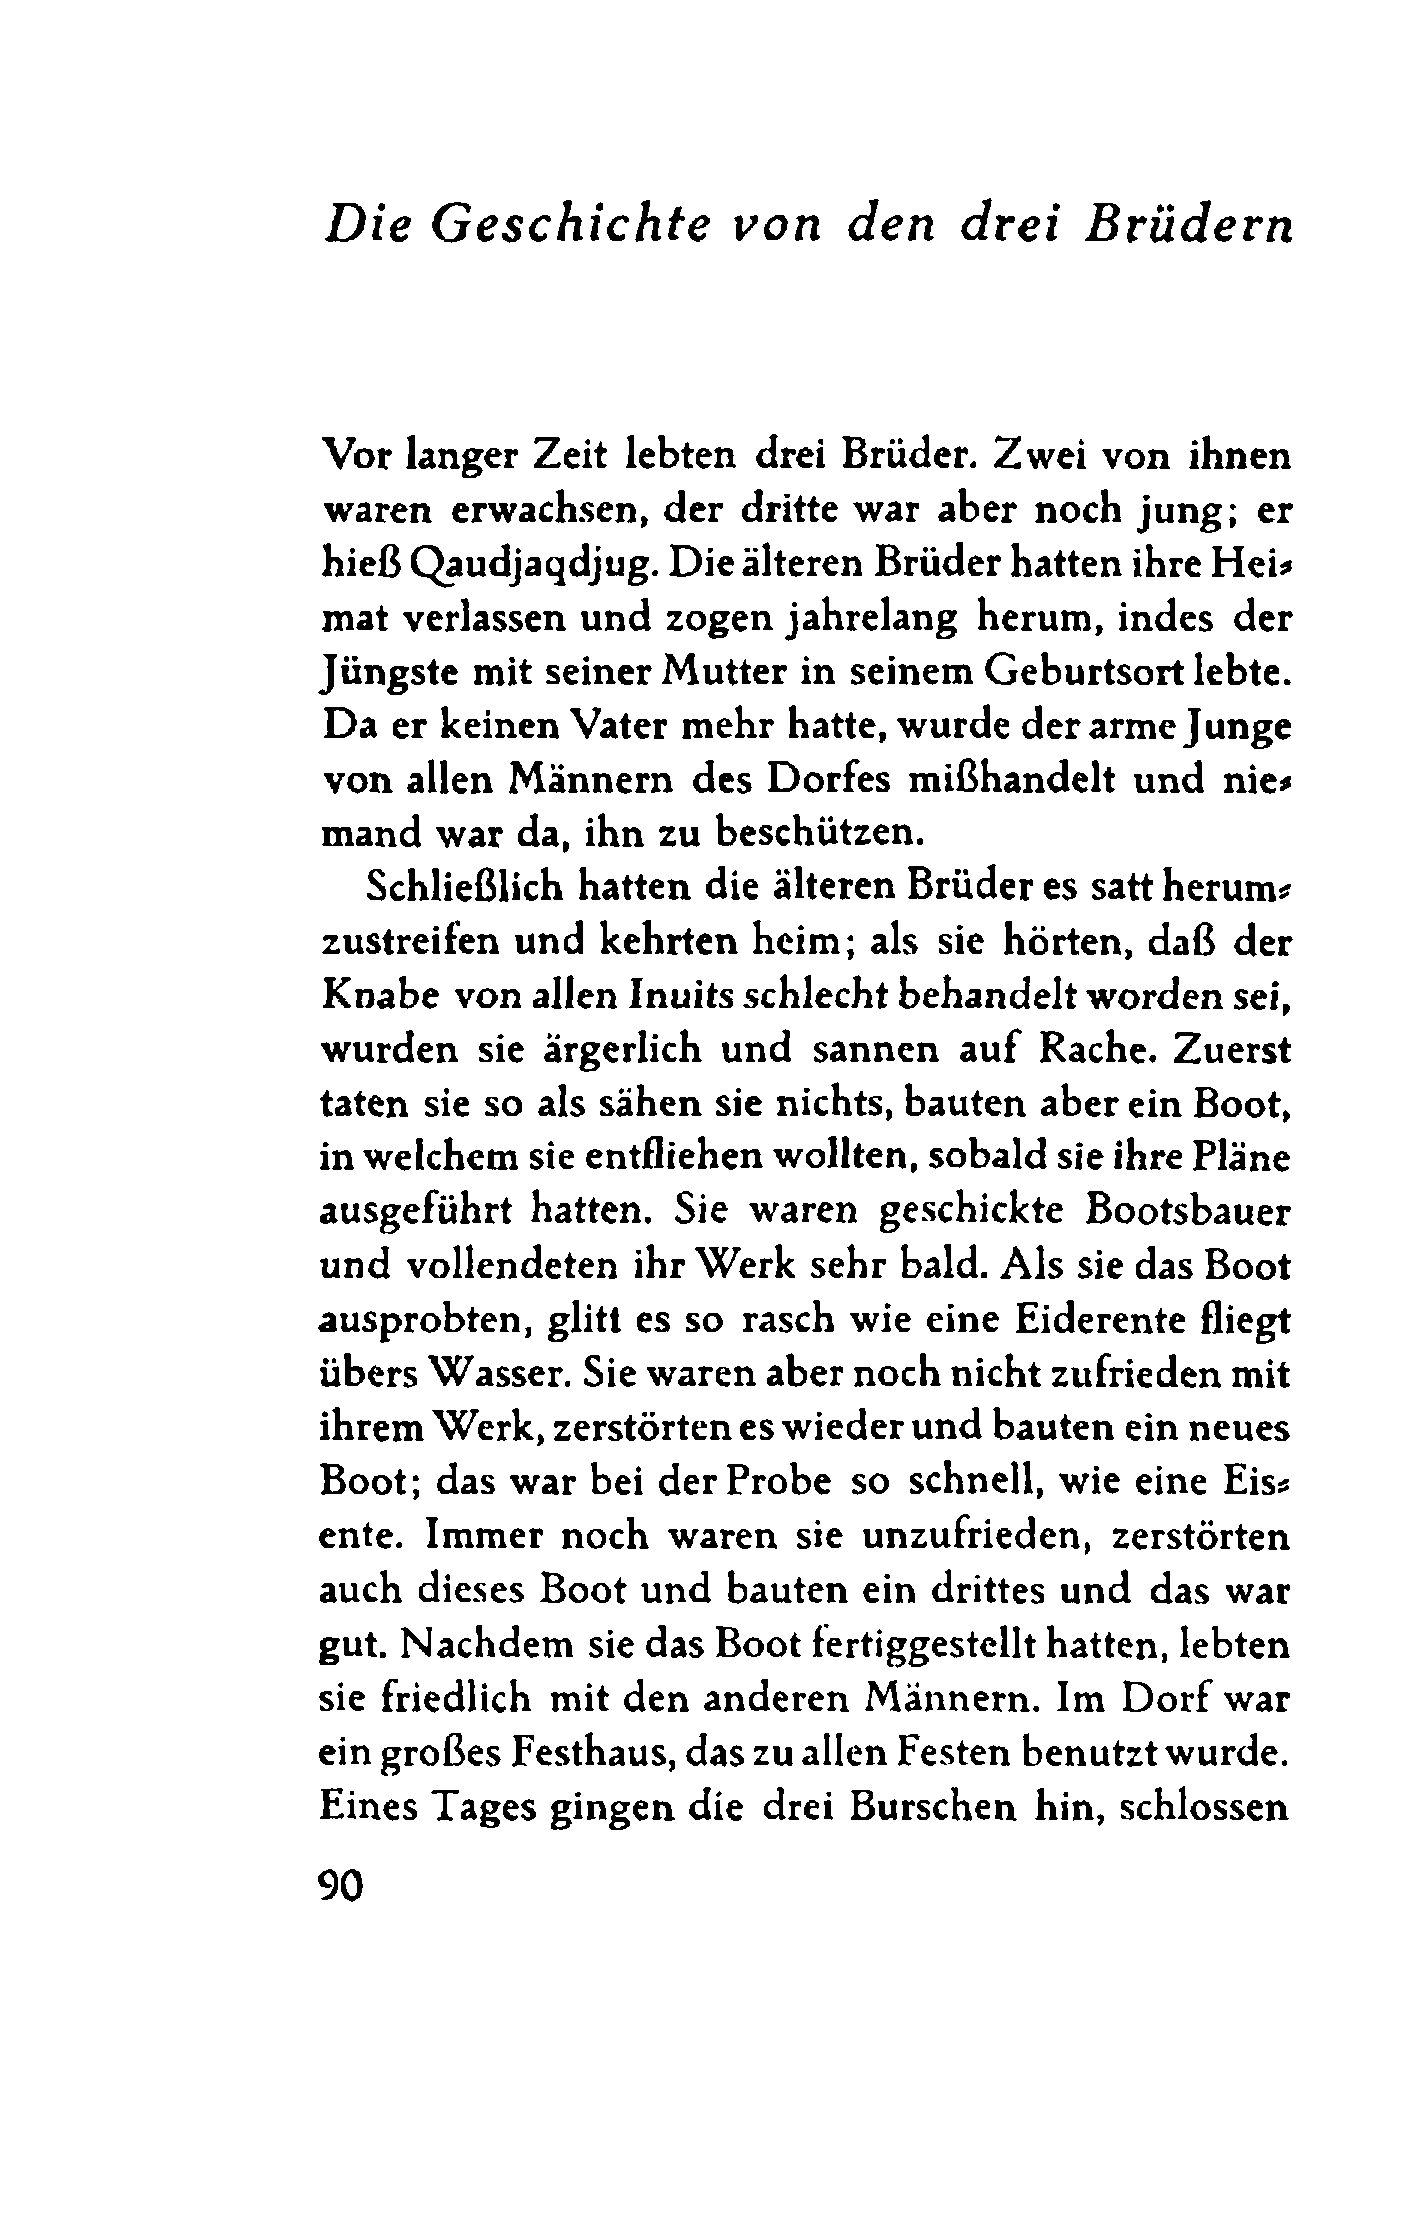 Die Geschichte von den drei Brüdern
Vor langer Zeit lebten drei Brüder. Zwei von ihnen
waren erwachsen, der dritte war aber noch jung; er
hieß Qaudjaqdjug. Die älteren Brüder hatten ihre Hei-
mat verlassen und zogen jahrelang herum, indes der
Jüngste mit seiner Mutter in seinem Geburtsort lebte.
Da er keinen Vater mehr hatte, wurde der arme Junge
von allen Männern des Dorfes mißhandelt und nie-
mand war da, ihn zu beschützen.
Schließlich hatten die älteren Brüder es satt herum-
zustreifen und kehrten heim; als sie hörten, daß der
Knabe von allen Inuits schlecht behandelt worden sei,
wurden sie ärgerlich und sannen auf Rache. Zuerst
taten sie so als sähen sie nichts, bauten aber ein Boot,
in welchem sie entfliehen wollten, sobald sie ihre Pläne
ausgeführt hatten. Sie waren geschickte Bootsbauer
und vollendeten ihr Werk sehr bald. Als sie das Boot
ausprobten, glitt es so rasch wie eine Eiderente fliegt
übers Wasser. Sie waren aber noch nicht zufrieden mit
ihrem Werk, zerstörten es wieder und bauten ein neues
Boot; das war bei der Probe so schnell, wie eine Eis-
ente. Immer noch waren sie unzufrieden, zerstörten
auch dieses Boot und bauten ein drittes und das war
gut. Nachdem sie das Boot fertiggestellt hatten, lebten
sie friedlich mit den anderen Männern. Im Dorf war
ein großes Festhaus, das zu allen Festen benutzt wurde.
Eines Tages gingen die drei Burschen hin, schlossen
90